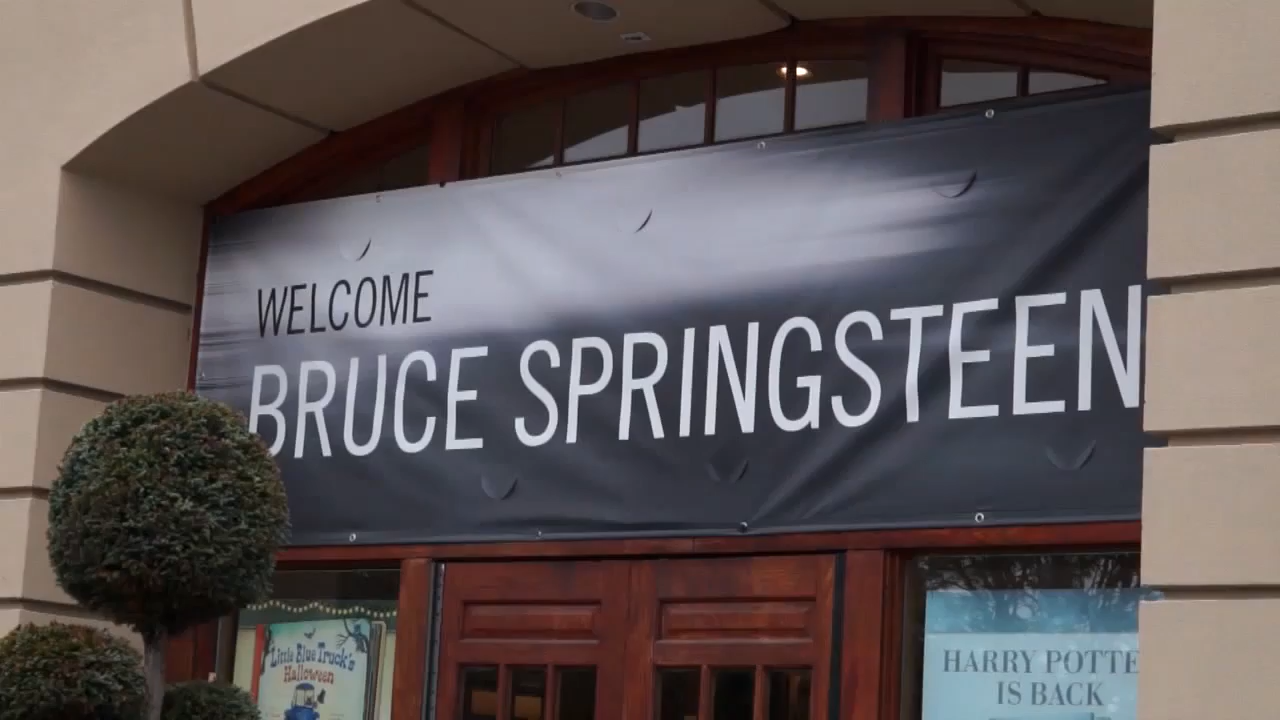 WELCOME
BRUCE SPRINGSTEEN
Little Blue Truck's
Halloween
HARRY POTTE
IS BACK